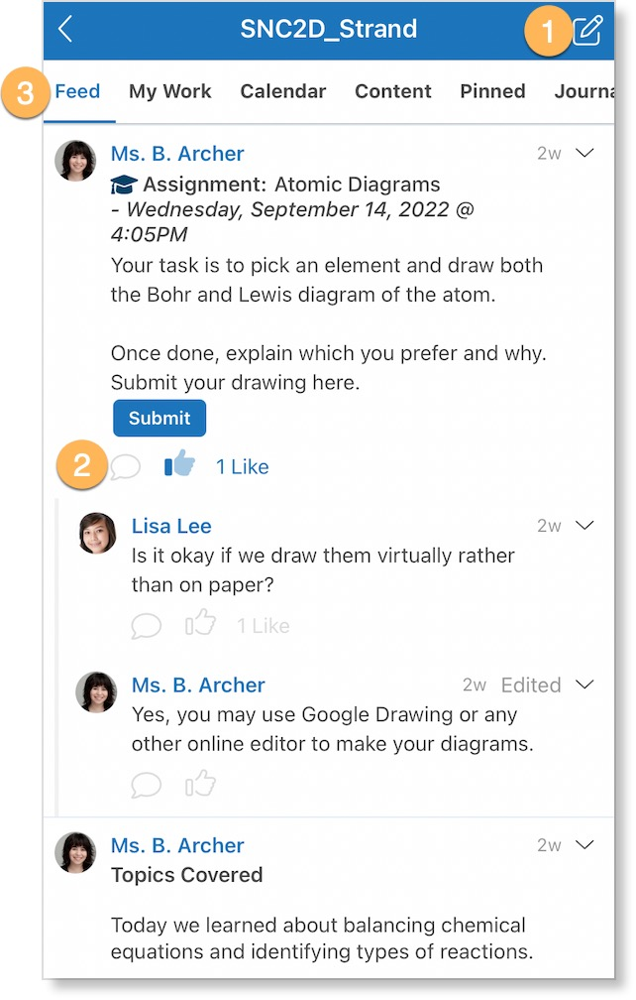 SNC2D_Strand
1
3
Feed My Work Calendar Content Pinned Journa
Ms. B. Archer 2w
Assignment: Atomic Diagrams
- Wednesday, September 14, 2022 @
4:05PM
Your task is to pick an element and draw both
the Bohr and Lewis diagram of the atom.
Once done, explain which you prefer and why.
Submit your drawing here.
Submit
2
1 Like
Lisa Lee 2w
Is it okay if we draw them virtually rather
than on paper?
1 Like
Ms. B. Archer 2w Edited
Yes, you may use Google Drawing or any
other online editor to make your diagrams.
Ms. B. Archer 2w
Topics Covered
Today we learned about balancing chemical
equations and identifying types of reactions.